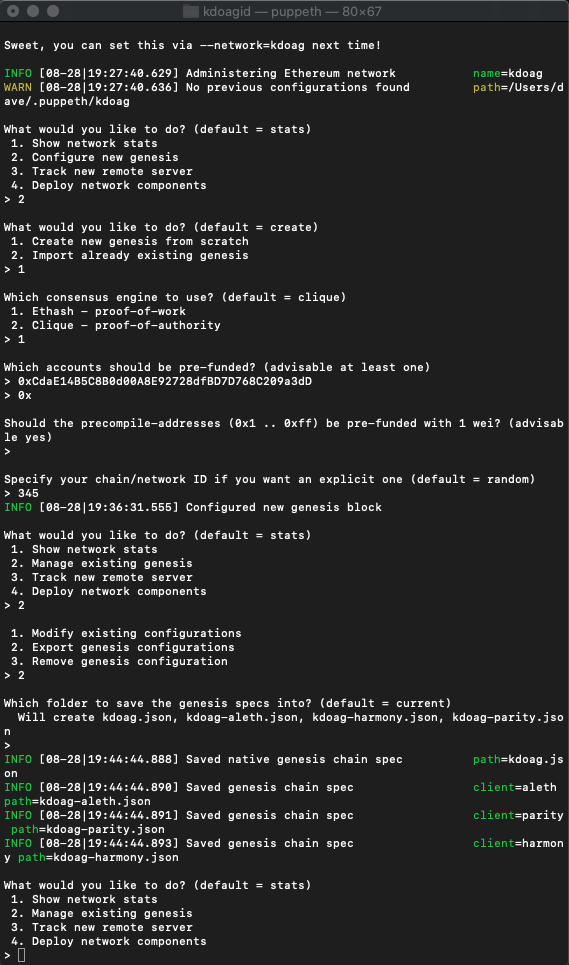 kdoagid — puppeth — 80×67
Sweet, you can set this via --network=kdoag next time!
INFO [08-28|19:27:40.629] Administering Ethereum network           name=kdoag
WARN [08-28|19:27:40.636] No previous configurations found         path=/Users/d
ave/.puppeth/kdoag
What would you like to do? (default = stats)
 1. Show network stats
 2. Configure new genesis
 3. Track new remote server
 4. Deploy network components
> 2
What would you like to do? (default = create)
 1. Create new genesis from scratch
 2. Import already existing genesis
> 1
Which consensus engine to use? (default = clique)
 1. Ethash - proof-of-work
 2. Clique - proof-of-authority
> 1
Which accounts should be pre-funded? (advisable at least one)
> 0xCdaE14B5C8B0d00A8E92728dfBD7D768C209a3dD
> 0x
Should the precompile-addresses (0x1 .. 0xff) be pre-funded with 1 wei? (advisab
le yes)
>
Specify your chain/network ID if you want an explicit one (default = random)
> 345
INFO [08-28|19:36:31.555] Configured new genesis block
What would you like to do? (default = stats)
 1. Show network stats
 2. Manage existing genesis
 3. Track new remote server
 4. Deploy network components
> 2
 1. Modify existing configurations
 2. Export genesis configurations
 3. Remove genesis configuration
> 2
Which folder to save the genesis specs into? (default = current)
  Will create kdoag.json, kdoag-aleth.json, kdoag-harmony.json, kdoag-parity.jso
n
>
INFO [08-28|19:44:44.888] Saved native genesis chain spec          path=kdoag.js
on
INFO [08-28|19:44:44.890] Saved genesis chain spec                 client=aleth
path=kdoag-aleth.json
INFO [08-28|19:44:44.891] Saved genesis chain spec                 client=parity
 path=kdoag-parity.json
INFO [08-28|19:44:44.893] Saved genesis chain spec                 client=harmon
y path=kdoag-harmony.json
What would you like to do? (default = stats)
 1. Show network stats
 2. Manage existing genesis
 3. Track new remote server
 4. Deploy network components
>